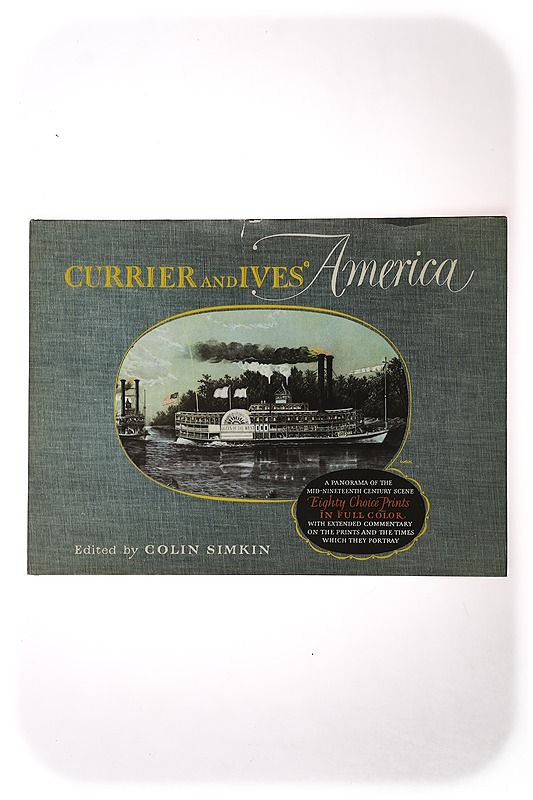 CURRIER AND IVES' America
A PANORAMA OF THE
MID-NINETEENTH CENTURY SCENE
Eighty Choice Prints
IN FULL COLOR
WITH EXTENDED COMMENTARY
ON THE PRINTS AND THE TIMES
WHICH THEY PORTRAY
Edited by COLIN SIMKIN